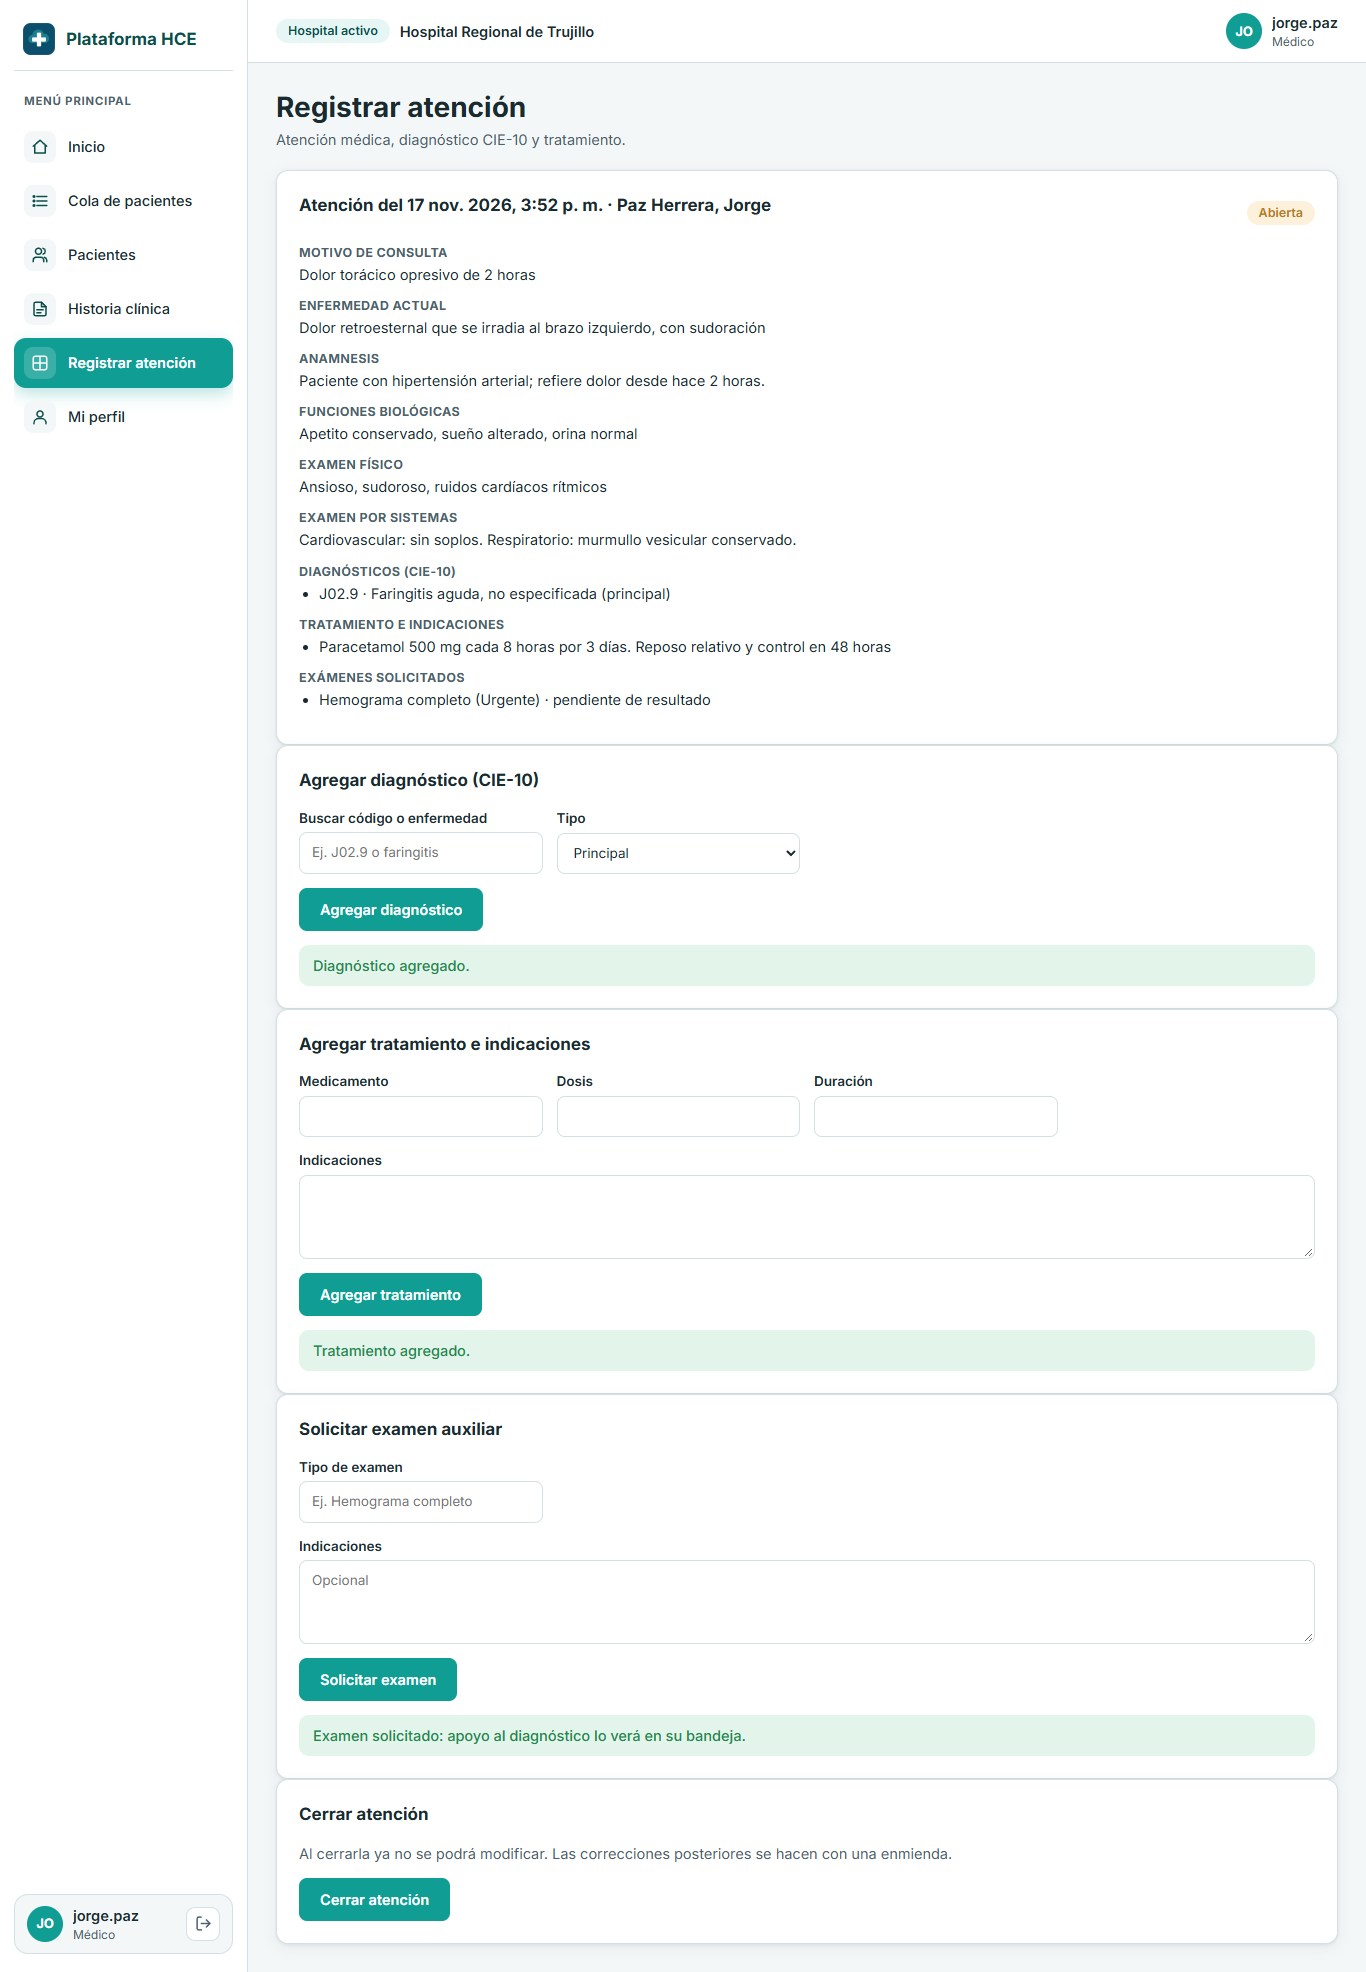 Plataforma HCE
MENÚ PRINCIPAL
Inicio
Cola de pacientes
Pacientes
Historia clínica
Registrar atención
Mi perfil
JO
jorge.paz
Médico
Hospital activo
Hospital Regional de Trujillo
JO
jorge.paz
Médico
Registrar atención
Atención médica, diagnóstico CIE-10 y tratamiento.
Atención del 17 nov. 2026, 3:52 p. m. · Paz Herrera, Jorge
Abierta
MOTIVO DE CONSULTA
Dolor torácico opresivo de 2 horas
ENFERMEDAD ACTUAL
Dolor retroesternal que se irradia al brazo izquierdo, con sudoración
ANAMNESIS
Paciente con hipertensión arterial; refiere dolor desde hace 2 horas.
FUNCIONES BIOLÓGICAS
Apetito conservado, sueño alterado, orina normal
EXAMEN FÍSICO
Ansioso, sudoroso, ruidos cardíacos rítmicos
EXAMEN POR SISTEMAS
Cardiovascular: sin soplos. Respiratorio: murmullo vesicular conservado.
DIAGNÓSTICOS (CIE-10)
• J02.9 · Faringitis aguda, no especificada (principal)
TRATAMIENTO E INDICACIONES
• Paracetamol 500 mg cada 8 horas por 3 días. Reposo relativo y control en 48 horas
EXÁMENES SOLICITADOS
• Hemograma completo (Urgente) · pendiente de resultado
Agregar diagnóstico (CIE-10)
Buscar código o enfermedad
Tipo
Ej. J02.9 o faringitis
Principal
Agregar diagnóstico
Diagnóstico agregado.
Agregar tratamiento e indicaciones
Medicamento
Dosis
Duración
Indicaciones
Agregar tratamiento
Tratamiento agregado.
Solicitar examen auxiliar
Tipo de examen
Ej. Hemograma completo
Indicaciones
Opcional
Solicitar examen
Examen solicitado: apoyo al diagnóstico lo verá en su bandeja.
Cerrar atención
Al cerrarla ya no se podrá modificar. Las correcciones posteriores se hacen con una enmienda.
Cerrar atención